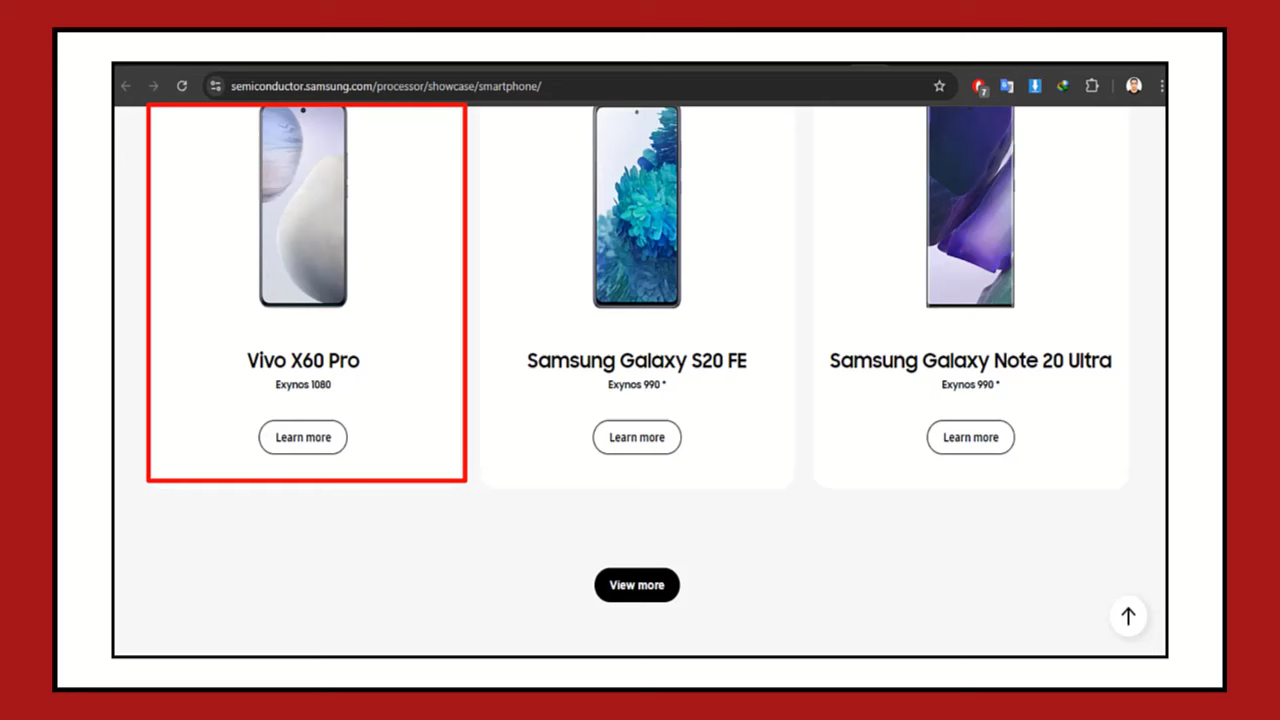 semiconductor.samsung.com/processor/showcase/smartphone/
7
Vivo X60 Pro
Exynos 1080
Learn more
Samsung Galaxy S20 FE
Exynos 990 *
Learn more
Samsung Galaxy Note 20 Ultra
Exynos 990 *
Learn more
View more